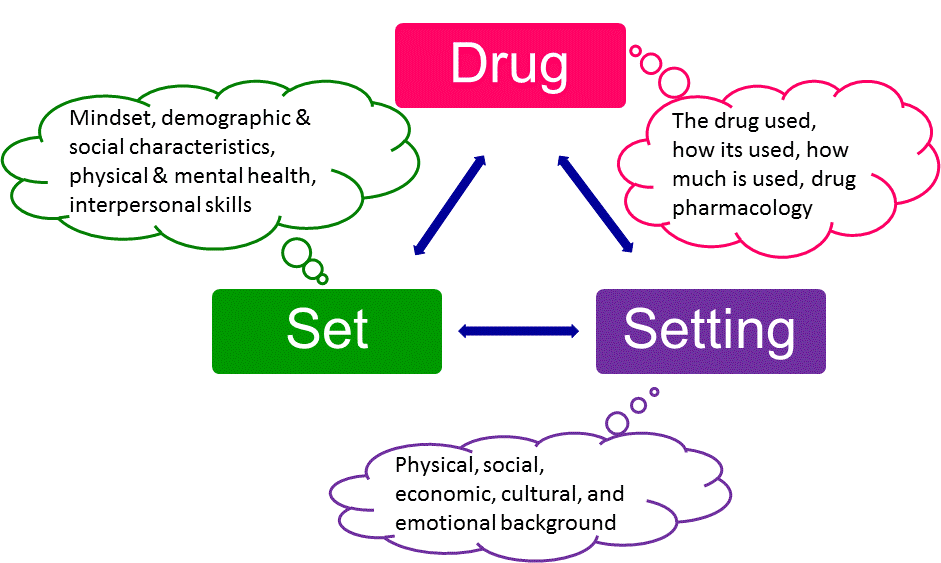 Drug
Mindset, demographic &
social characteristics,
physical & mental health,
interpersonal skills
The drug used,
how its used, how
much is used, drug
pharmacology
Set
Setting
Physical, social,
economic, cultural, and
emotional background